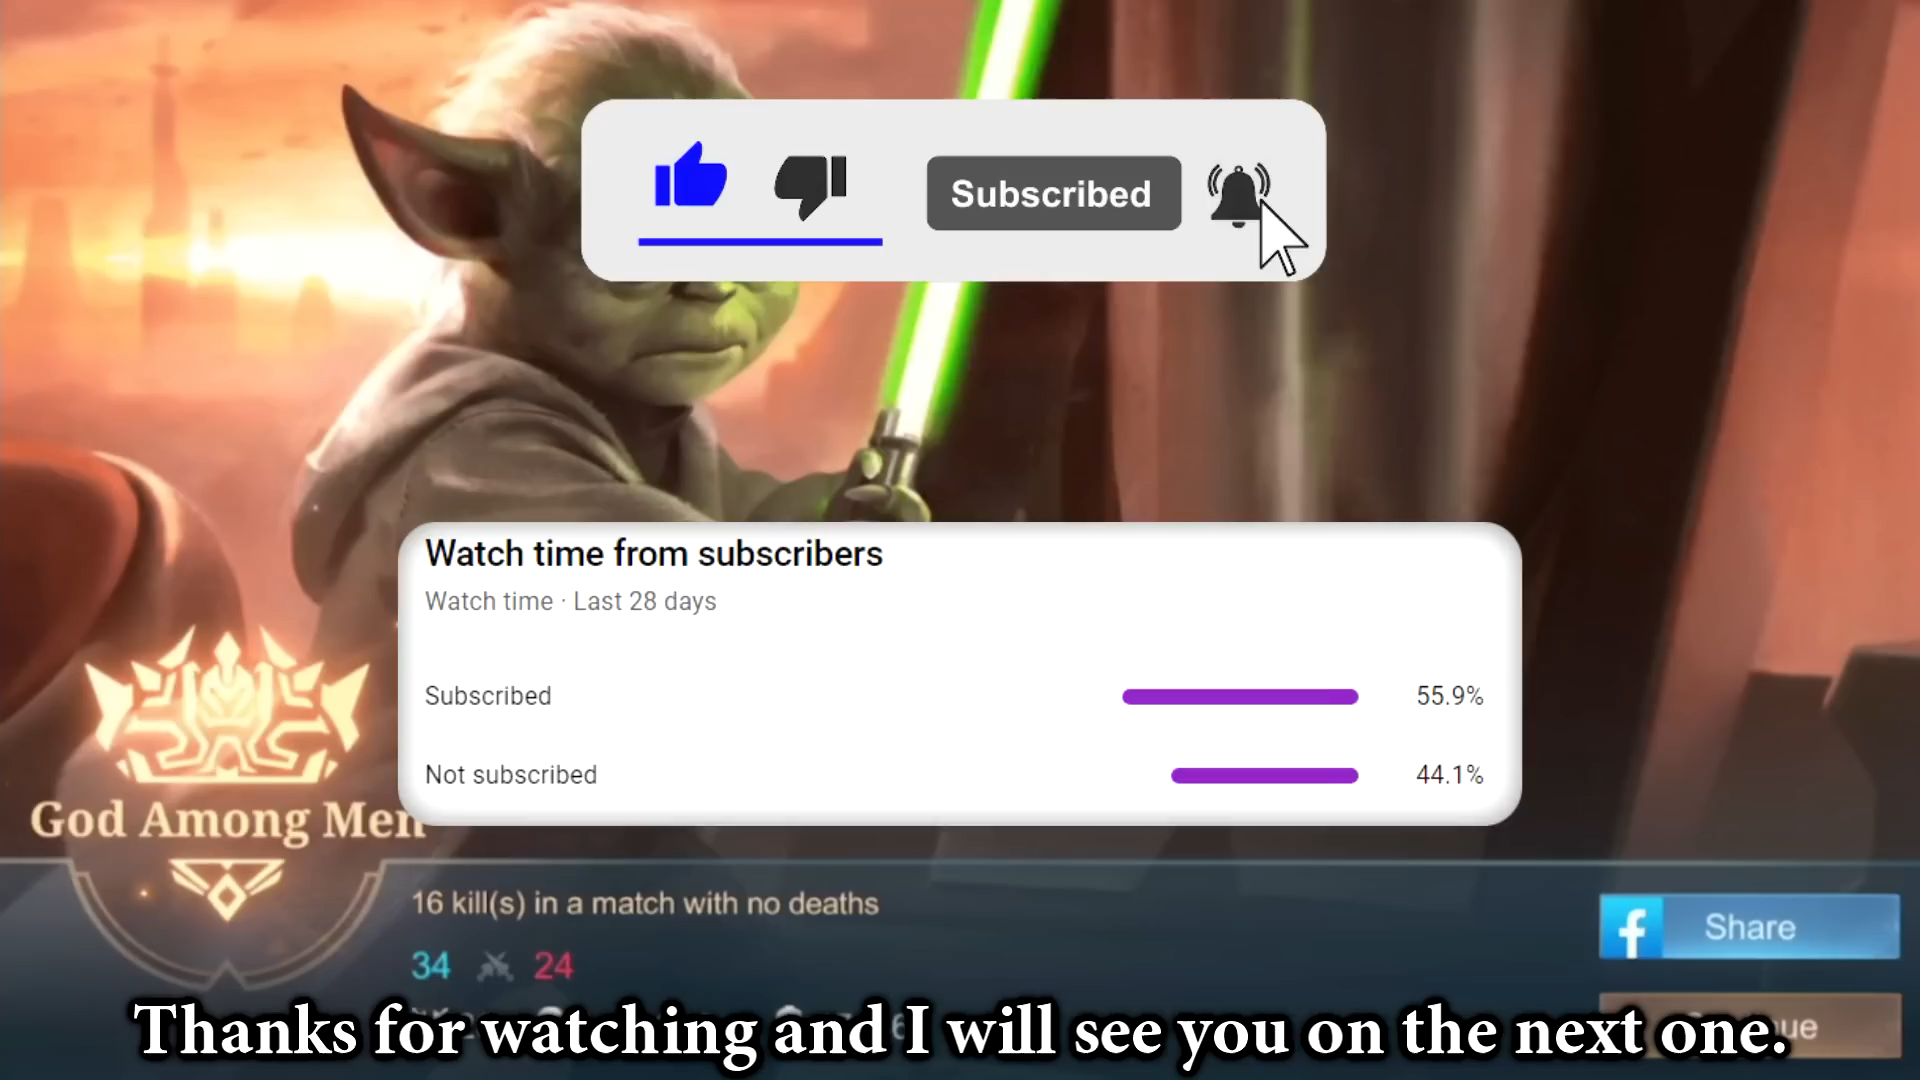 Subscribed
Watch time from subscribers
Watch time · Last 28 days
Subscribed 55.9%
Not subscribed 44.1%
God Among Men
16 kill(s) in a match with no deaths
34 24
Share
Thanks for watching and I will see you on the next one.